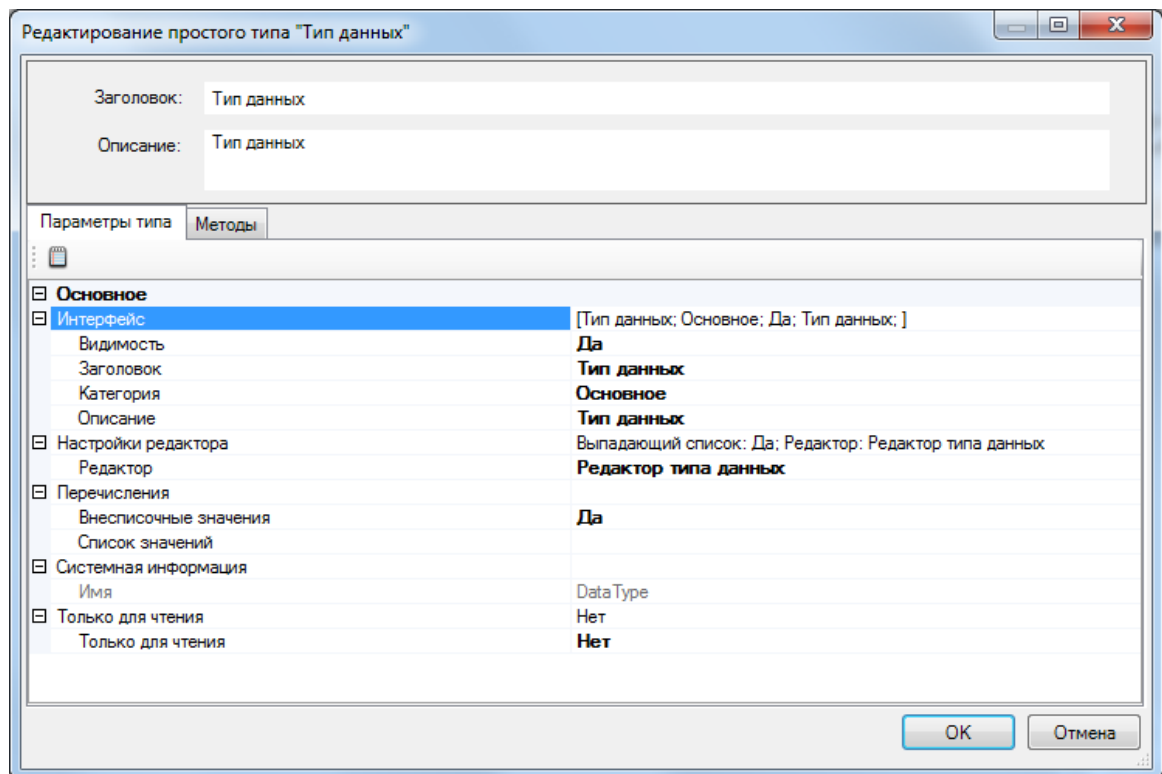 Редактирование простого типа "Тип данных"
Заголовок: Тип данных
Описание: Тип данных
Параметры типа Методы
Основное
Интерфейс [Тип данных; Основное; Да; Тип данных; ]
Видимость Да
Заголовок Тип данных
Категория Основное
Описание Тип данных
Настройки редактора Выпадающий список: Да; Редактор: Редактор типа данных
Редактор Редактор типа данных
Перечисления
Внесписочные значения Да
Список значений
Системная информация
Имя DataType
Только для чтения Нет
Только для чтения Нет
OK Отмена